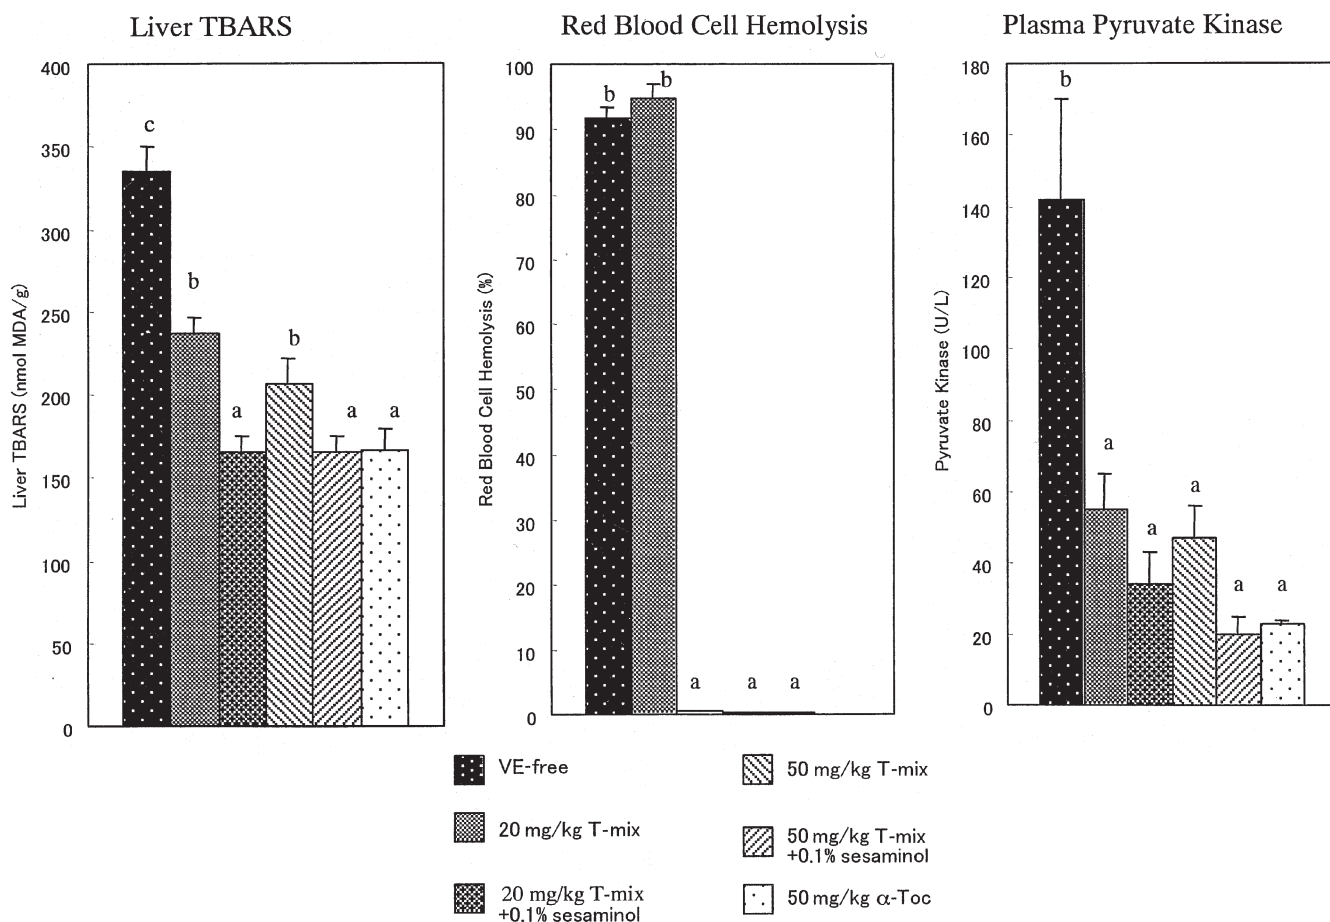 Liver TBARS
Red Blood Cell Hemolysis
Plasma Pyruvate Kinase
Liver TBARS (nmol MDA/g)
400
350
300
250
200
150
100
50
0
c
b
a
b
a
a
Red Blood Cell Hemolysis (%)
100
90
80
70
60
50
40
30
20
10
0
b
b
a
a
a
Pyruvate Kinase (U/L)
180
160
140
120
100
80
60
40
20
0
b
a
a
a
a
a
VE-free
20 mg/kg T-mix
20 mg/kg T-mix
+0.1% sesaminol
50 mg/kg T-mix
50 mg/kg T-mix
+0.1% sesaminol
50 mg/kg α-Toc